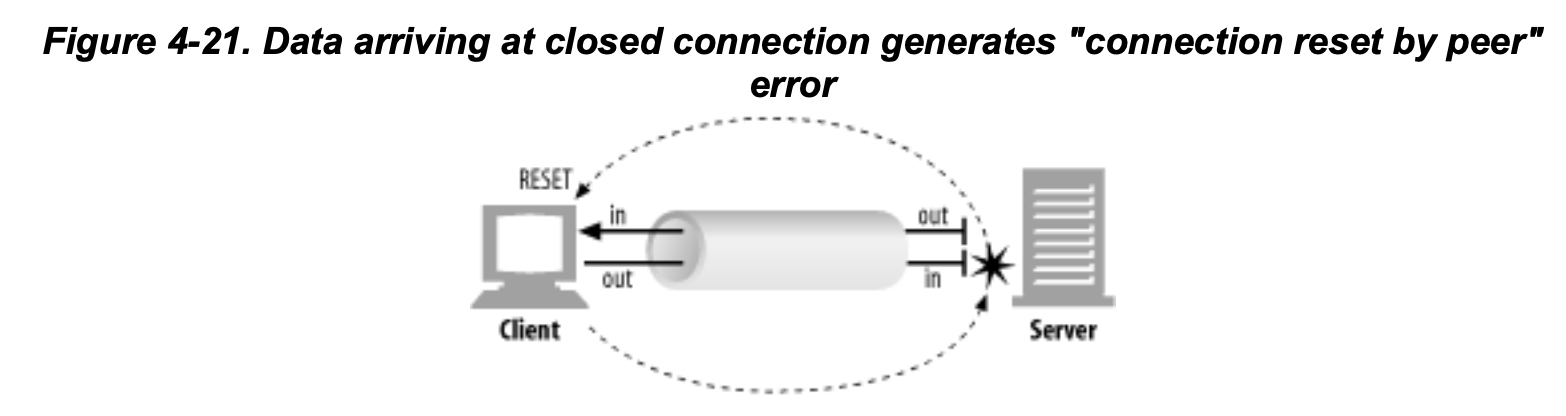 Figure 4-21. Data arriving at closed connection generates "connection reset by peer"
error
RESET
in
out
out
in
Client
Server